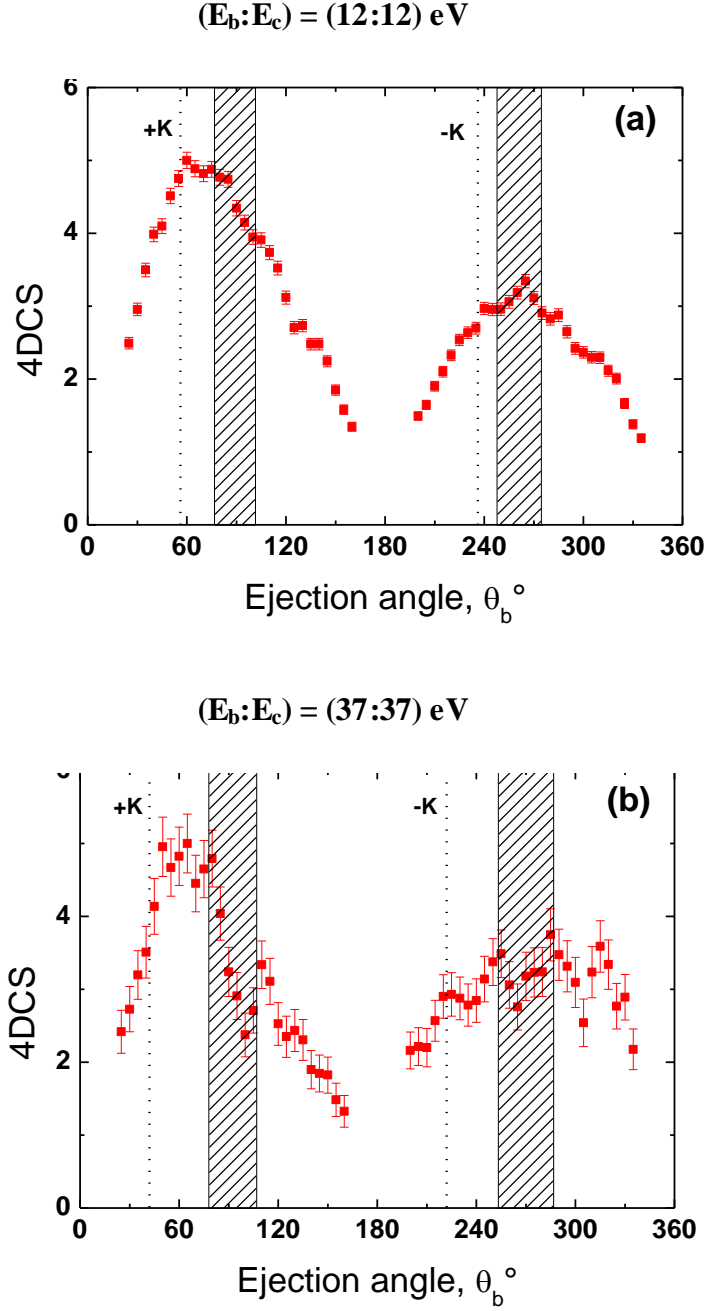 (E_b:E_c) = (12:12) eV
6
(a)
+K
-K
4
4DCS
2
0
0 60 120 180 240 300 360
Ejection angle, θ_b°
(E_b:E_c) = (37:37) eV
(b)
+K
-K
4
4DCS
2
0
0 60 120 180 240 300 360
Ejection angle, θ_b°